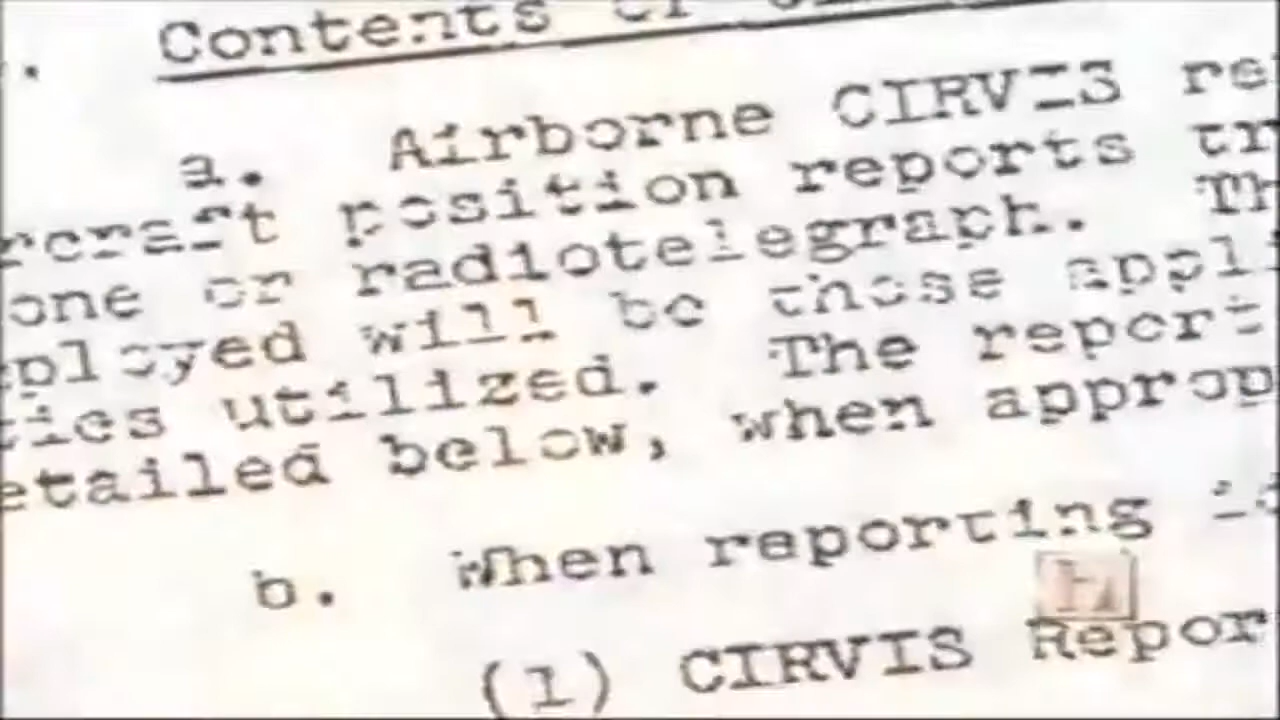 . Contents
a. Airborne CIRVIS re
rcraft position reports
one or radiotelegraph. Th
ployed will be those appli
ties utilized. The report
etailed below, when approp
b. When reporting
(1) CIRVIS Repor